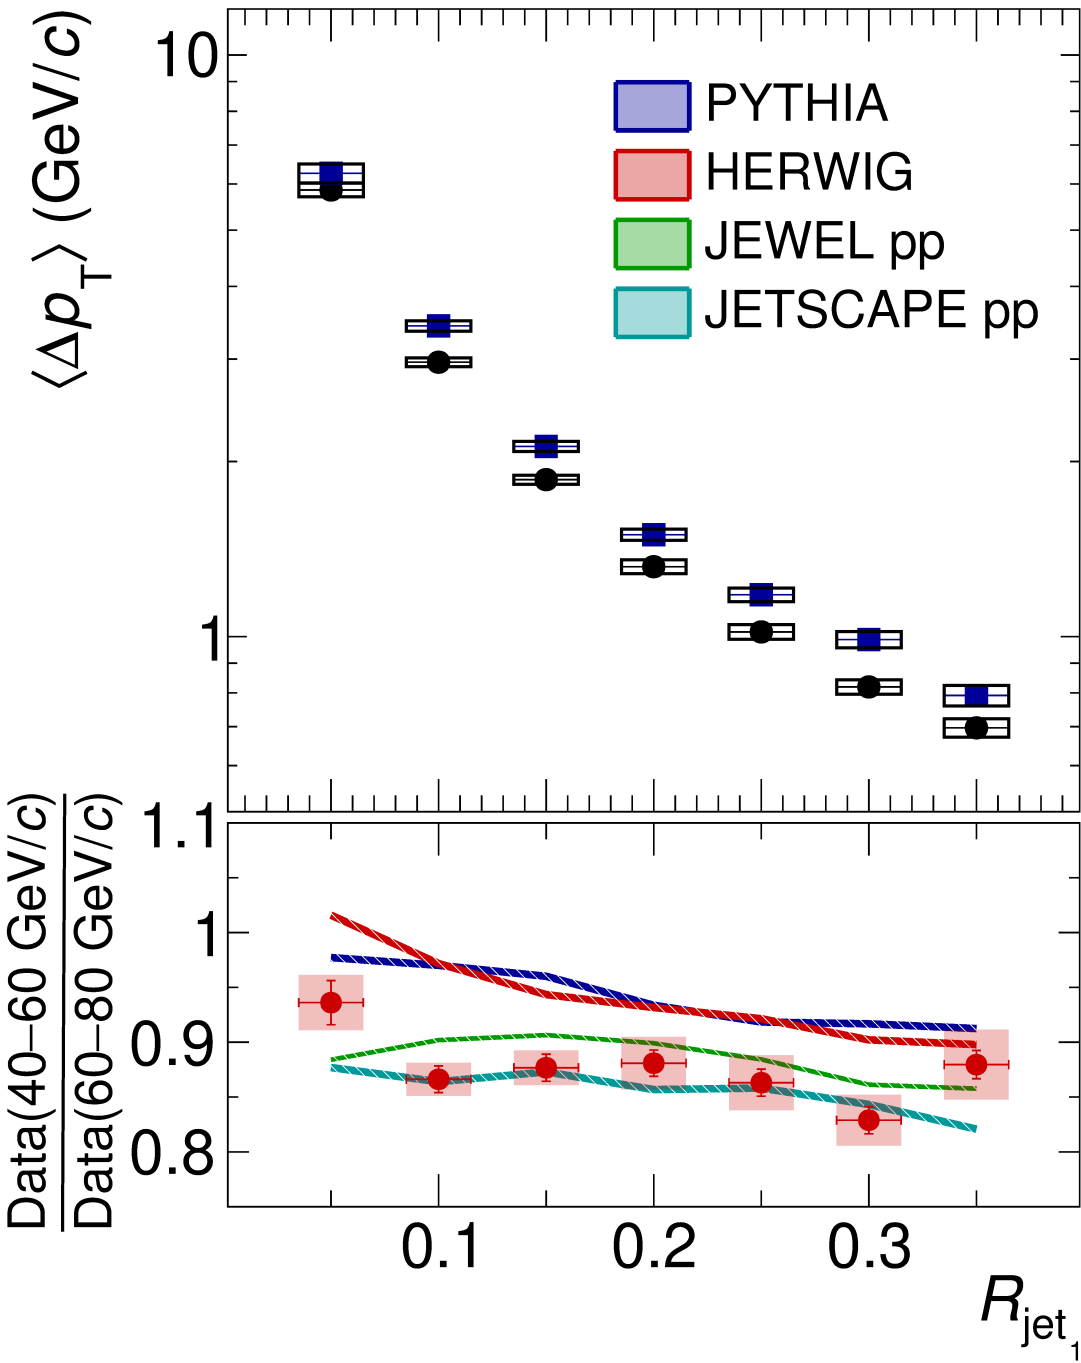 ⟨Δp_T⟩ (GeV/c)
10
1
PYTHIA
HERWIG
JEWEL pp
JETSCAPE pp
Data(40–60 GeV/c)
Data(60–80 GeV/c)
1.1
1
0.9
0.8
0.1 0.2 0.3
R_jet_1